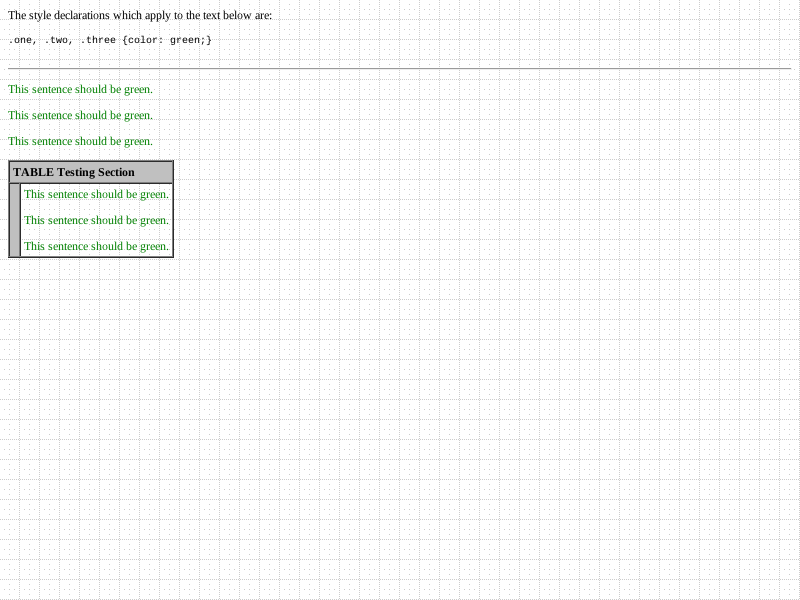 The style declarations which apply to the text below are:
.one, .two, .three {color: green;}
This sentence should be green.
This sentence should be green.
This sentence should be green.
TABLE Testing Section
This sentence should be green.
This sentence should be green.
This sentence should be green.